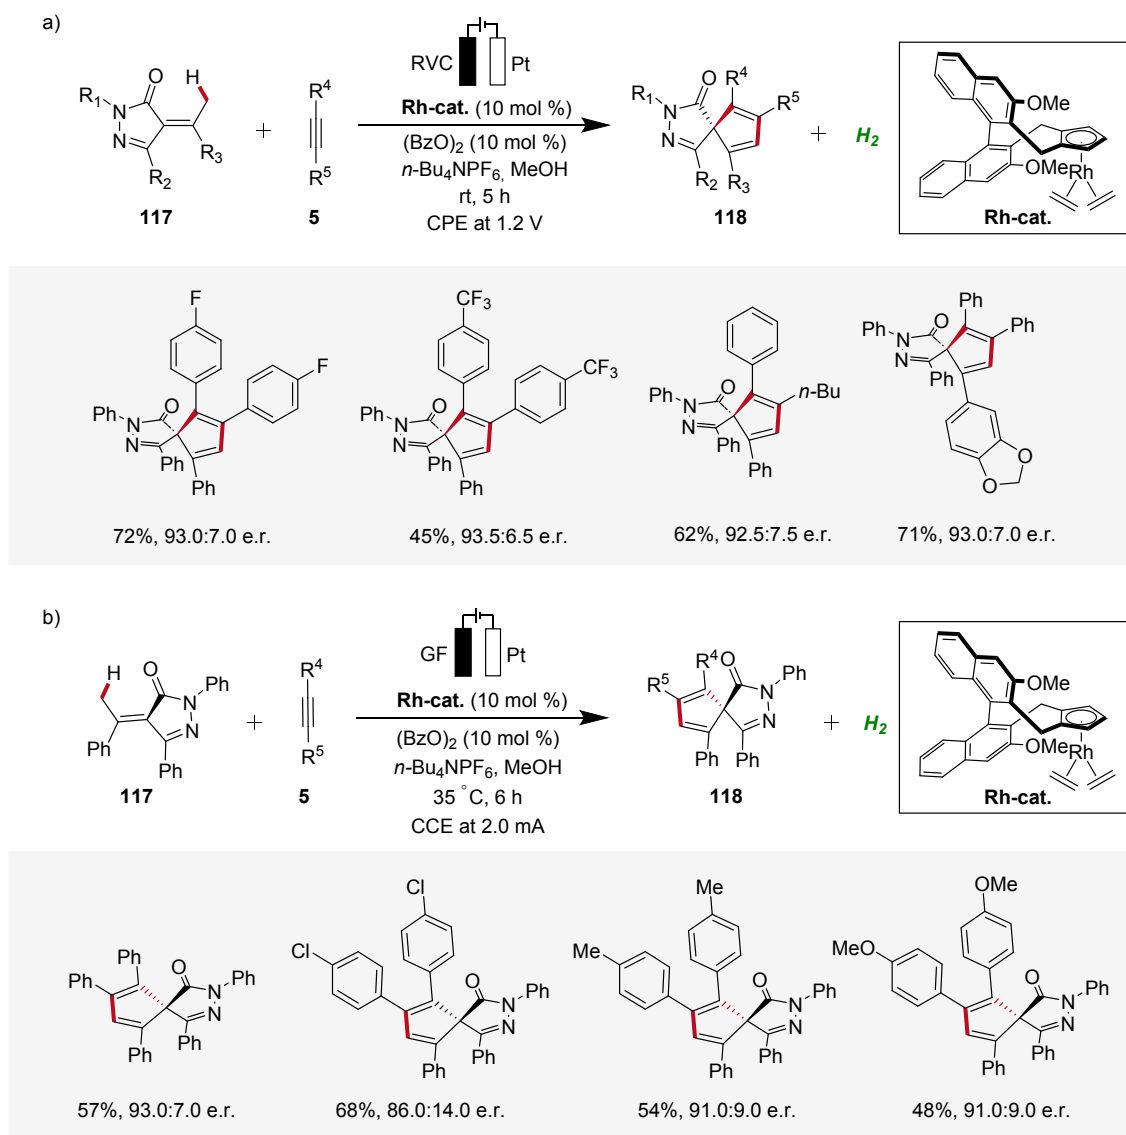 a)
RVC
Pt
Rh-cat. (10 mol %)
(BzO)2 (10 mol %)
n-Bu4NPF6, MeOH
rt, 5 h
CPE at 1.2 V
R1
N
N
O
H
R3
R2
117
+
R4
R5
5
R1
N
N
O
R4
R5
R2
R3
118
+
H2
OMe
OMe
Rh
Rh-cat.
F
F
Ph
N
N
O
Ph
Ph
72%, 93.0:7.0 e.r.
CF3
CF3
Ph
N
N
O
Ph
Ph
45%, 93.5:6.5 e.r.
n-Bu
Ph
N
N
O
Ph
Ph
62%, 92.5:7.5 e.r.
Ph
Ph
Ph
N
N
O
Ph
O
O
71%, 93.0:7.0 e.r.
b)
GF
Pt
Rh-cat. (10 mol %)
(BzO)2 (10 mol %)
n-Bu4NPF6, MeOH
35 °C, 6 h
CCE at 2.0 mA
H
O
Ph
N
N
Ph
Ph
117
+
R4
R5
5
R5
R4
O
Ph
N
N
Ph
Ph
118
+
H2
OMe
OMe
Rh
Rh-cat.
Ph
Ph
O
Ph
N
N
Ph
Ph
57%, 93.0:7.0 e.r.
Cl
Cl
O
Ph
N
N
Ph
Ph
68%, 86.0:14.0 e.r.
Me
Me
O
Ph
N
N
Ph
Ph
54%, 91.0:9.0 e.r.
OMe
MeO
O
Ph
N
N
Ph
Ph
48%, 91.0:9.0 e.r.